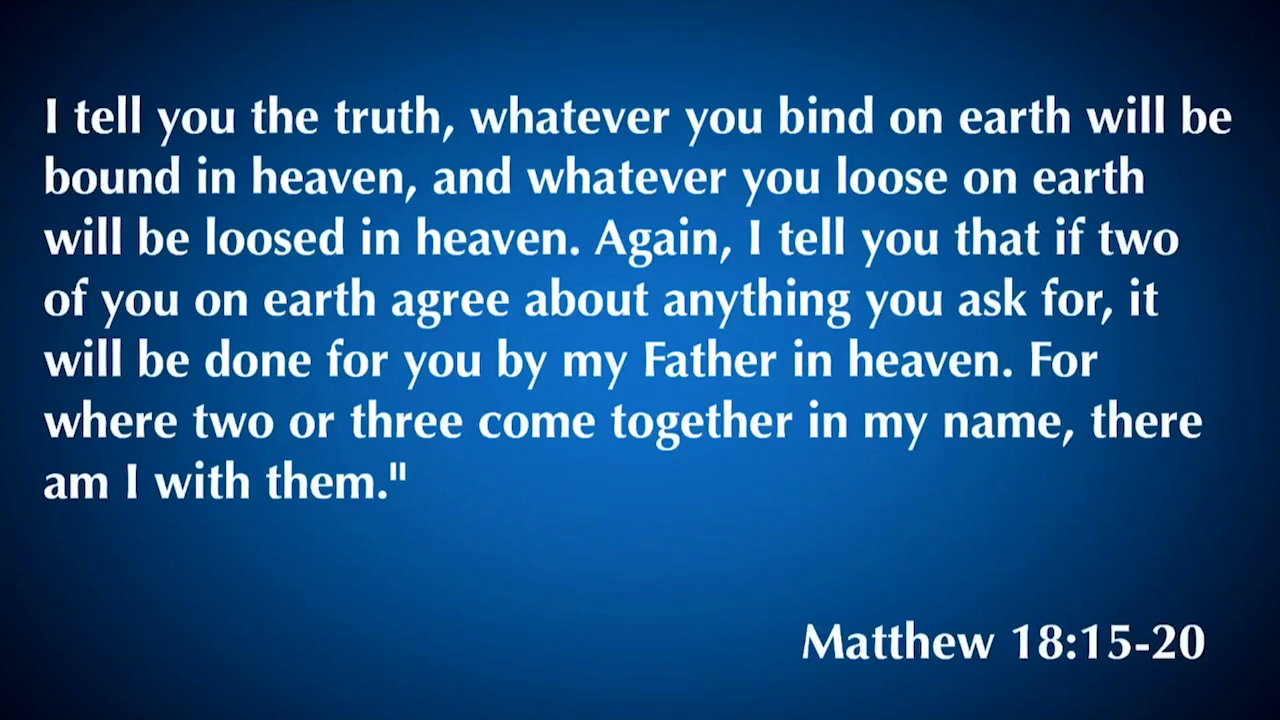 I tell you the truth, whatever you bind on earth will be
bound in heaven, and whatever you loose on earth
will be loosed in heaven. Again, I tell you that if two
of you on earth agree about anything you ask for, it
will be done for you by my Father in heaven. For
where two or three come together in my name, there
am I with them."
Matthew 18:15-20